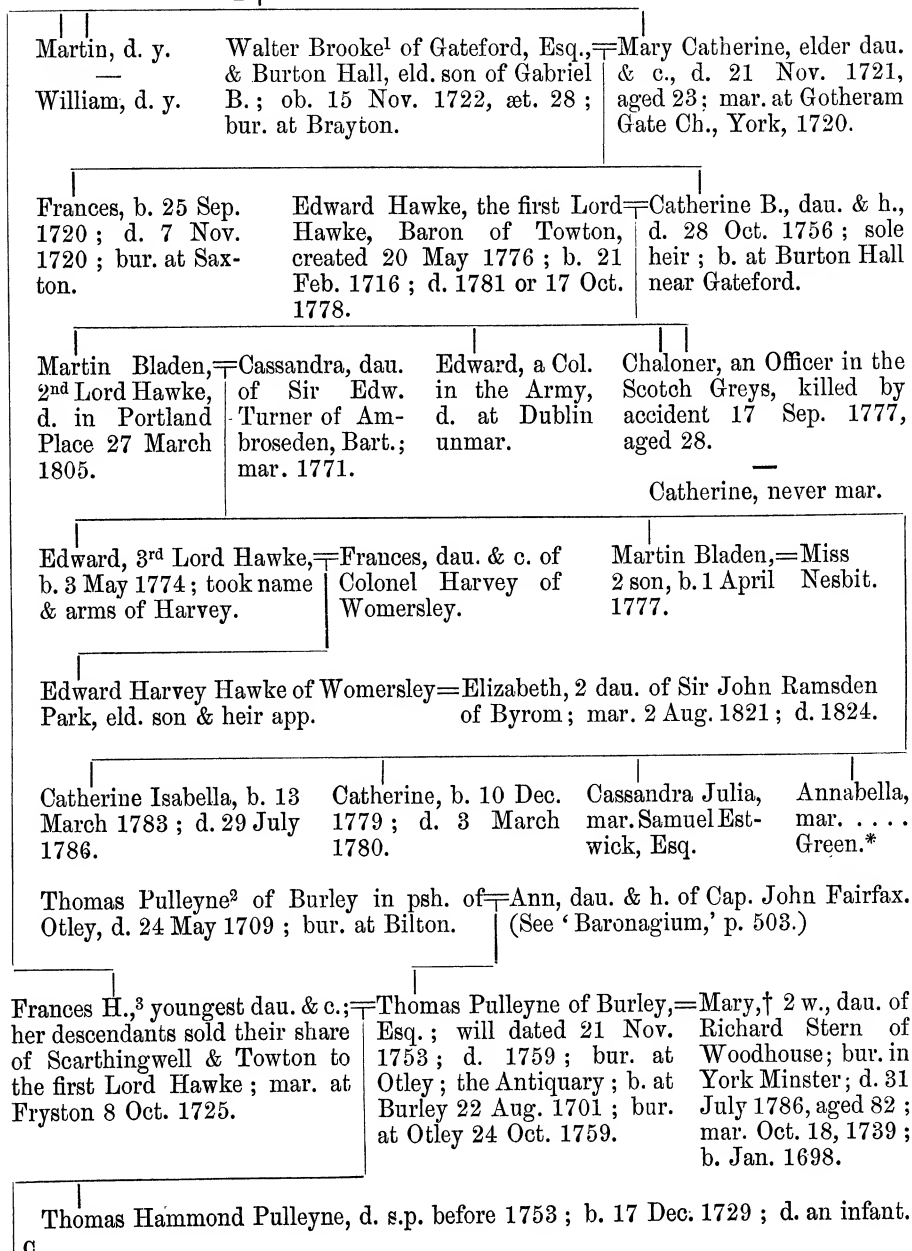 Martin, d. y.
—
William, d. y.
Walter Brooke¹ of Gateford, Esq.,=Mary Catherine, elder dau.
& Burton Hall, eld. son of Gabriel & c., d. 21 Nov. 1721,
B. ; ob. 15 Nov. 1722, æt. 28 ; aged 23; mar. at Gotheram
bur. at Brayton. Gate Ch., York, 1720.
Frances, b. 25 Sep.
1720 ; d. 7 Nov.
1720 ; bur. at Sax-
ton.
Edward Hawke, the first Lord=Catherine B., dau. & h.,
Hawke, Baron of Towton, d. 28 Oct. 1756 ; sole
created 20 May 1776 ; b. 21 heir ; b. at Burton Hall
Feb. 1716 ; d. 1781 or 17 Oct. near Gateford.
1778.
Martin Bladen,=Cassandra, dau.
2nd Lord Hawke, of Sir Edw.
d. in Portland Turner of Am-
Place 27 March broseden, Bart.;
1805. mar. 1771.
Edward, a Col.
in the Army,
d. at Dublin
unmar.
Chaloner, an Officer in the
Scotch Greys, killed by
accident 17 Sep. 1777,
aged 28.
—
Catherine, never mar.
Edward, 3rd Lord Hawke,=Frances, dau. & c. of
b. 3 May 1774 ; took name Colonel Harvey of
& arms of Harvey. Womersley.
Martin Bladen,=Miss
2 son, b. 1 April Nesbit.
1777.
Edward Harvey Hawke of Womersley=Elizabeth, 2 dau. of Sir John Ramsden
Park, eld. son & heir app. of Byrom ; mar. 2 Aug. 1821 ; d. 1824.
Catherine Isabella, b. 13
March 1783 ; d. 29 July
1786.
Catherine, b. 10 Dec.
1779 ; d. 3 March
1780.
Cassandra Julia,
mar. Samuel Est-
wick, Esq.
Annabella,
mar. . . . .
Green.*
Thomas Pulleyne² of Burley in psh. of=Ann, dau. & h. of Cap. John Fairfax.
Otley, d. 24 May 1709 ; bur. at Bilton. (See ‘ Baronagium,’ p. 503.)
Frances H.,³ youngest dau. & c.;=Thomas Pulleyne of Burley,=Mary,† 2 w., dau. of
her descendants sold their share Esq. ; will dated 21 Nov. Richard Stern of
of Scarthingwell & Towton to 1753 ; d. 1759 ; bur. at Woodhouse; bur. in
the first Lord Hawke ; mar. at Otley ; the Antiquary ; b. at York Minster ; d. 31
Fryston 8 Oct. 1725. Burley 22 Aug. 1701 ; bur. July 1786, aged 82 ;
at Otley 24 Oct. 1759. mar. Oct. 18, 1739 ;
b. Jan. 1698.
Thomas Hammond Pulleyne, d. s.p. before 1753 ; b. 17 Dec. 1729 ; d. an infant.